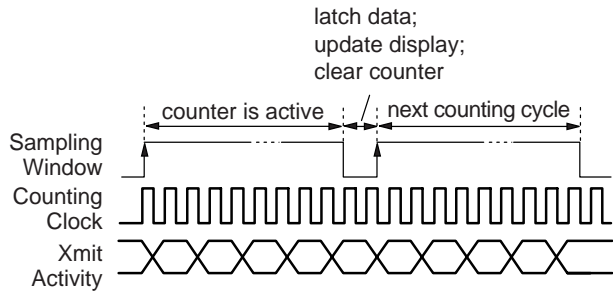 latch data;
update display;
clear counter
counter is active
next counting cycle
Sampling
Window
Counting
Clock
Xmit
Activity